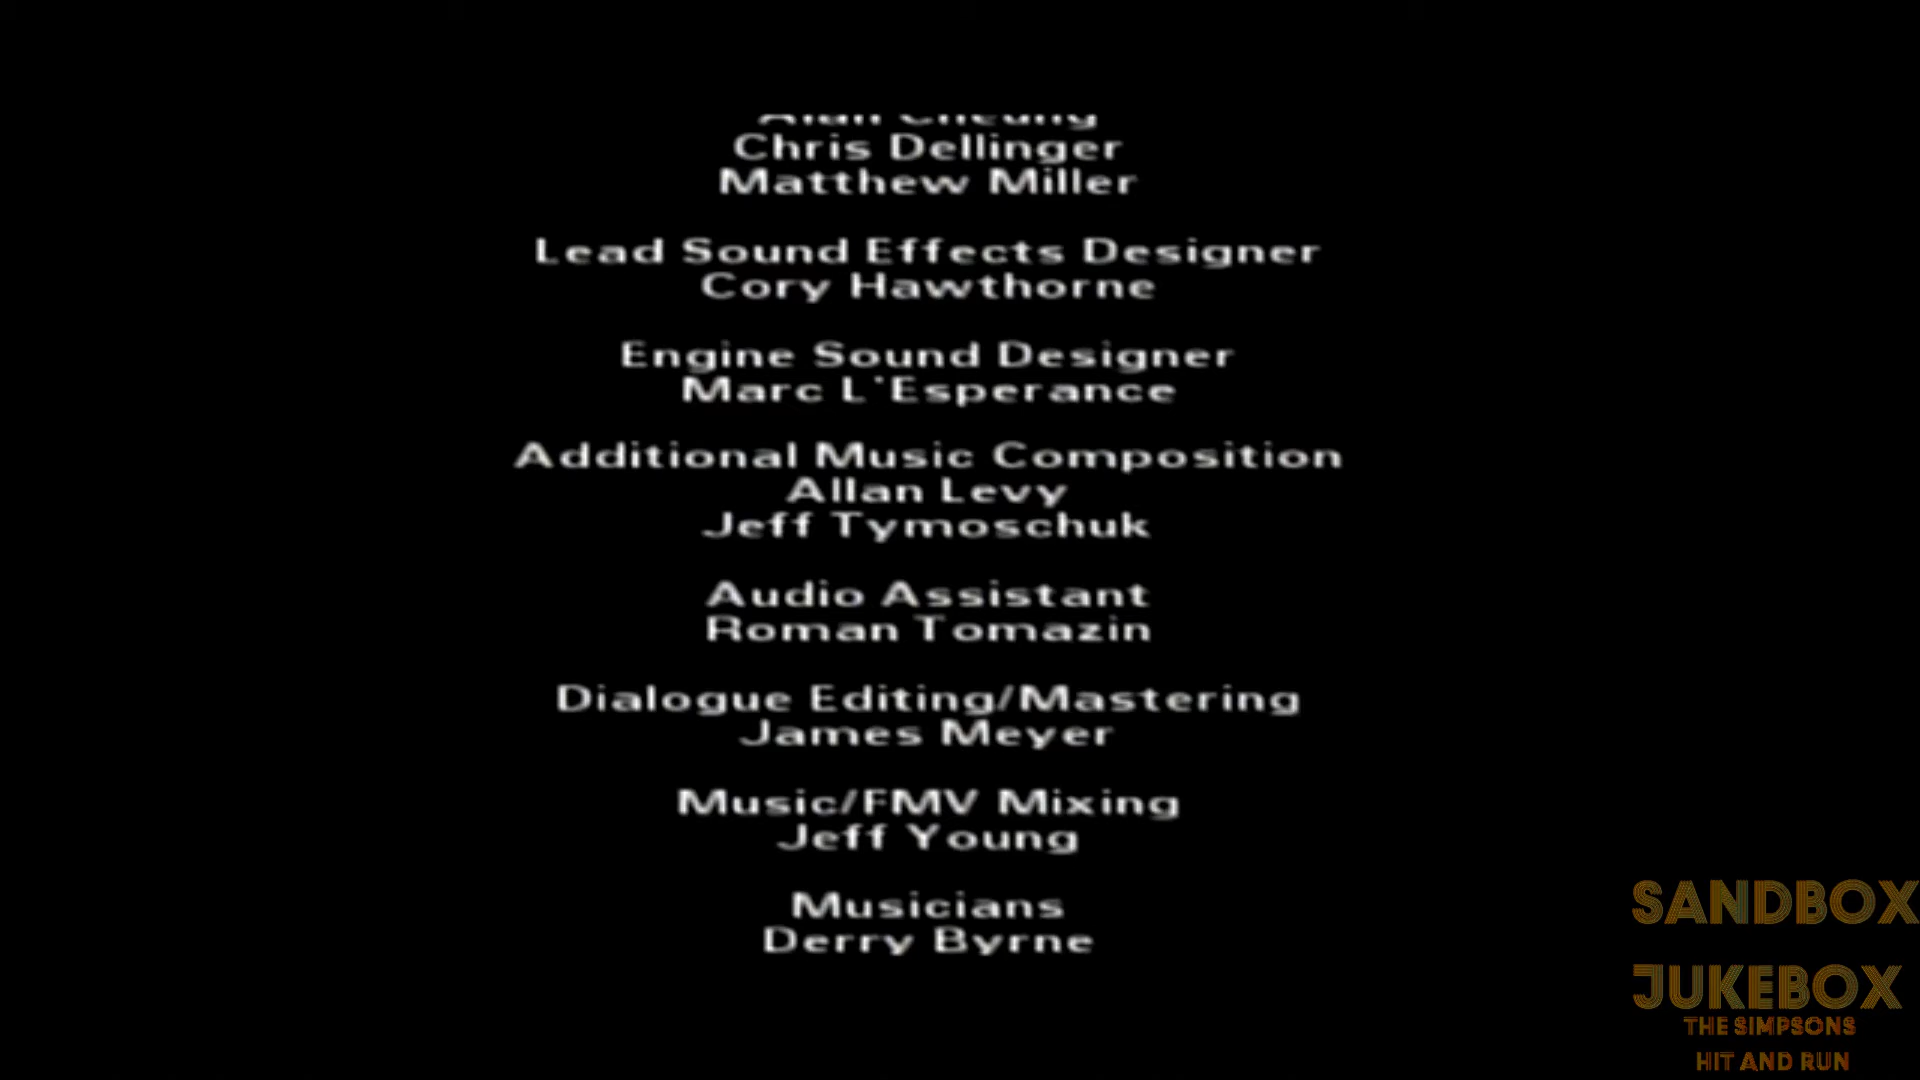 Alan Cheung
Chris Dellinger
Matthew Miller
Lead Sound Effects Designer
Cory Hawthorne
Engine Sound Designer
Marc L'Esperance
Additional Music Composition
Allan Levy
Jeff Tymoschuk
Audio Assistant
Roman Tomazin
Dialogue Editing/Mastering
James Meyer
Music/FMV Mixing
Jeff Young
Musicians
Derry Byrne
SANDBOX
JUKEBOX
THE SIMPSONS
HIT AND RUN